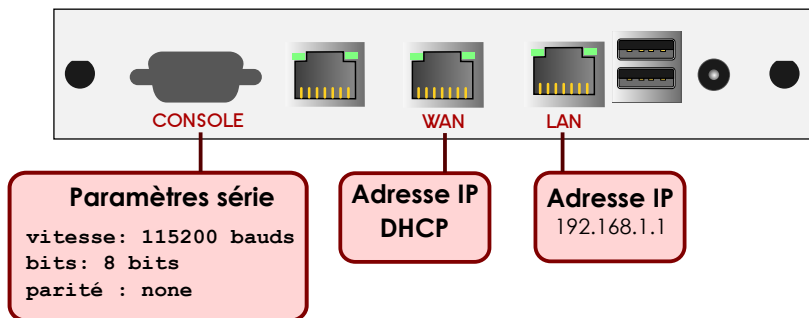 CONSOLE
WAN
LAN
Paramètres série
vitesse: 115200 bauds
bits: 8 bits
parité : none
Adresse IP
DHCP
Adresse IP
192.168.1.1